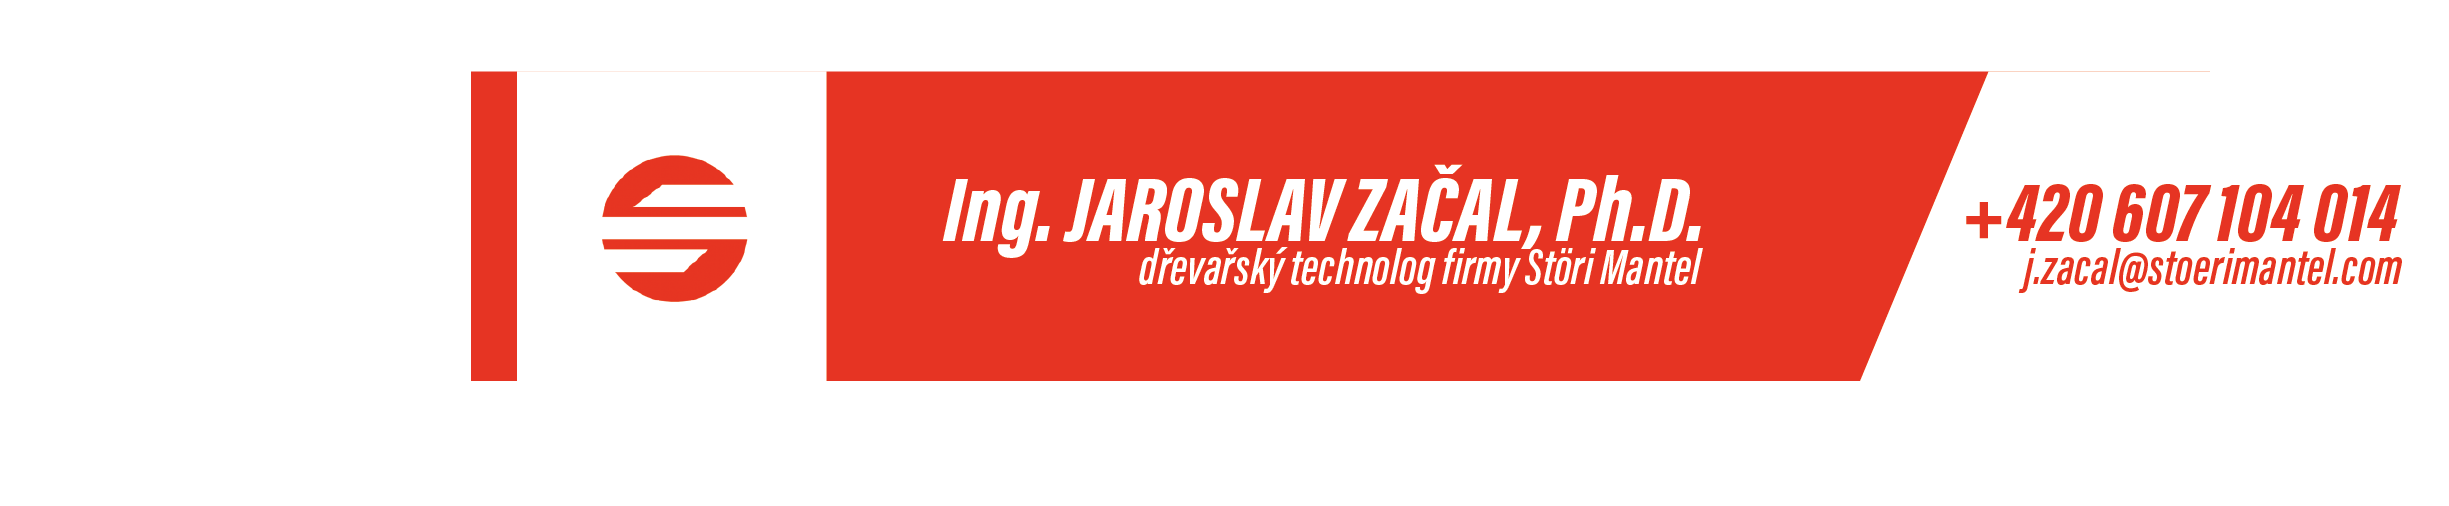 Ing. JAROSLAV ZAČAL, Ph.D.
dřevařský technolog firmy Störi Mantel
+420 607 104 014
j.zacal@stoerimantel.com